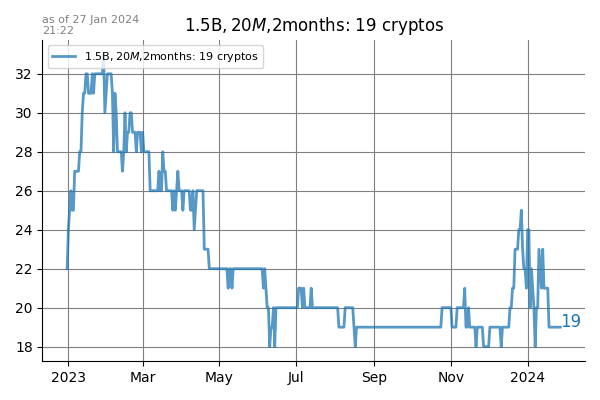 as of 27 Jan 2024
21:22
1.5B, 20M,2months: 19 cryptos
1.5B, 20M,2months: 19 cryptos
32
30
28
26
24
22
20
18
19
2023
Mar
May
Jul
Sep
Nov
2024